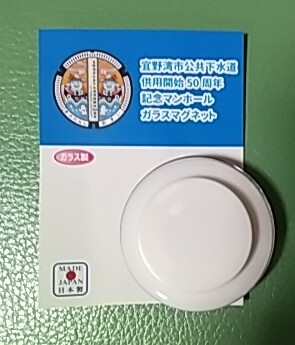 宜野湾市公共下水道
供用開始50周年
記念マンホール
ガラスマグネット
ガラス製
MADE
IN
JAPAN
日本製